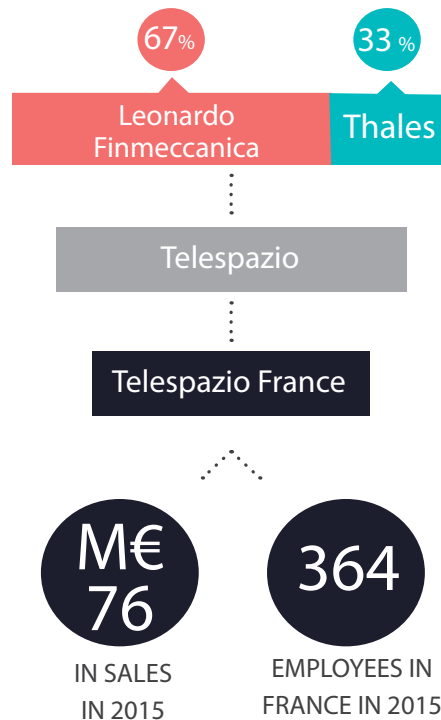 67%
33 %
Leonardo
Finmeccanica
Thales
Telespazio
Telespazio France
M€
76
364
IN SALES
IN 2015
EMPLOYEES IN
FRANCE IN 2015